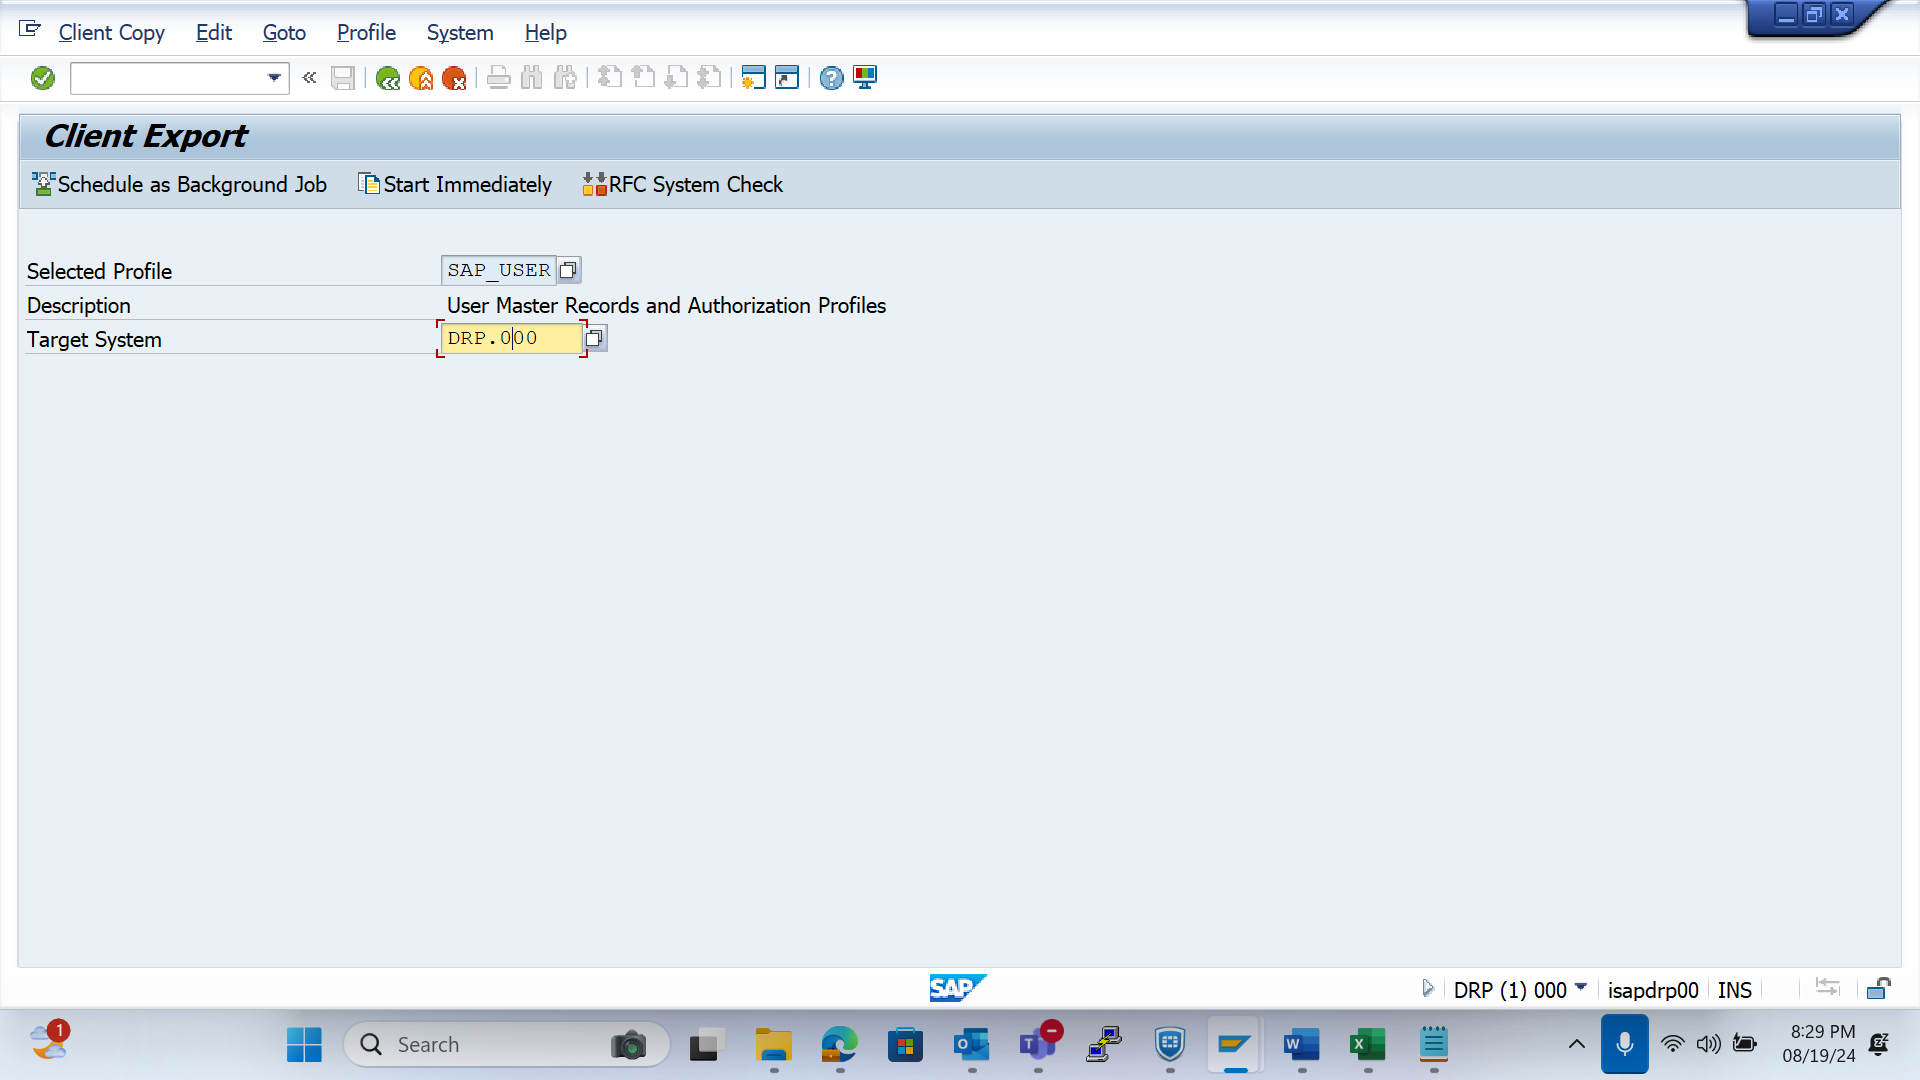 Client Copy Edit Goto Profile System Help
Client Export
Schedule as Background Job Start Immediately RFC System Check
Selected Profile SAP_USER
Description User Master Records and Authorization Profiles
Target System DRP.000
SAP DRP (1) 000 isapdrp00 INS
1 Search 8:29 PM
08/19/24